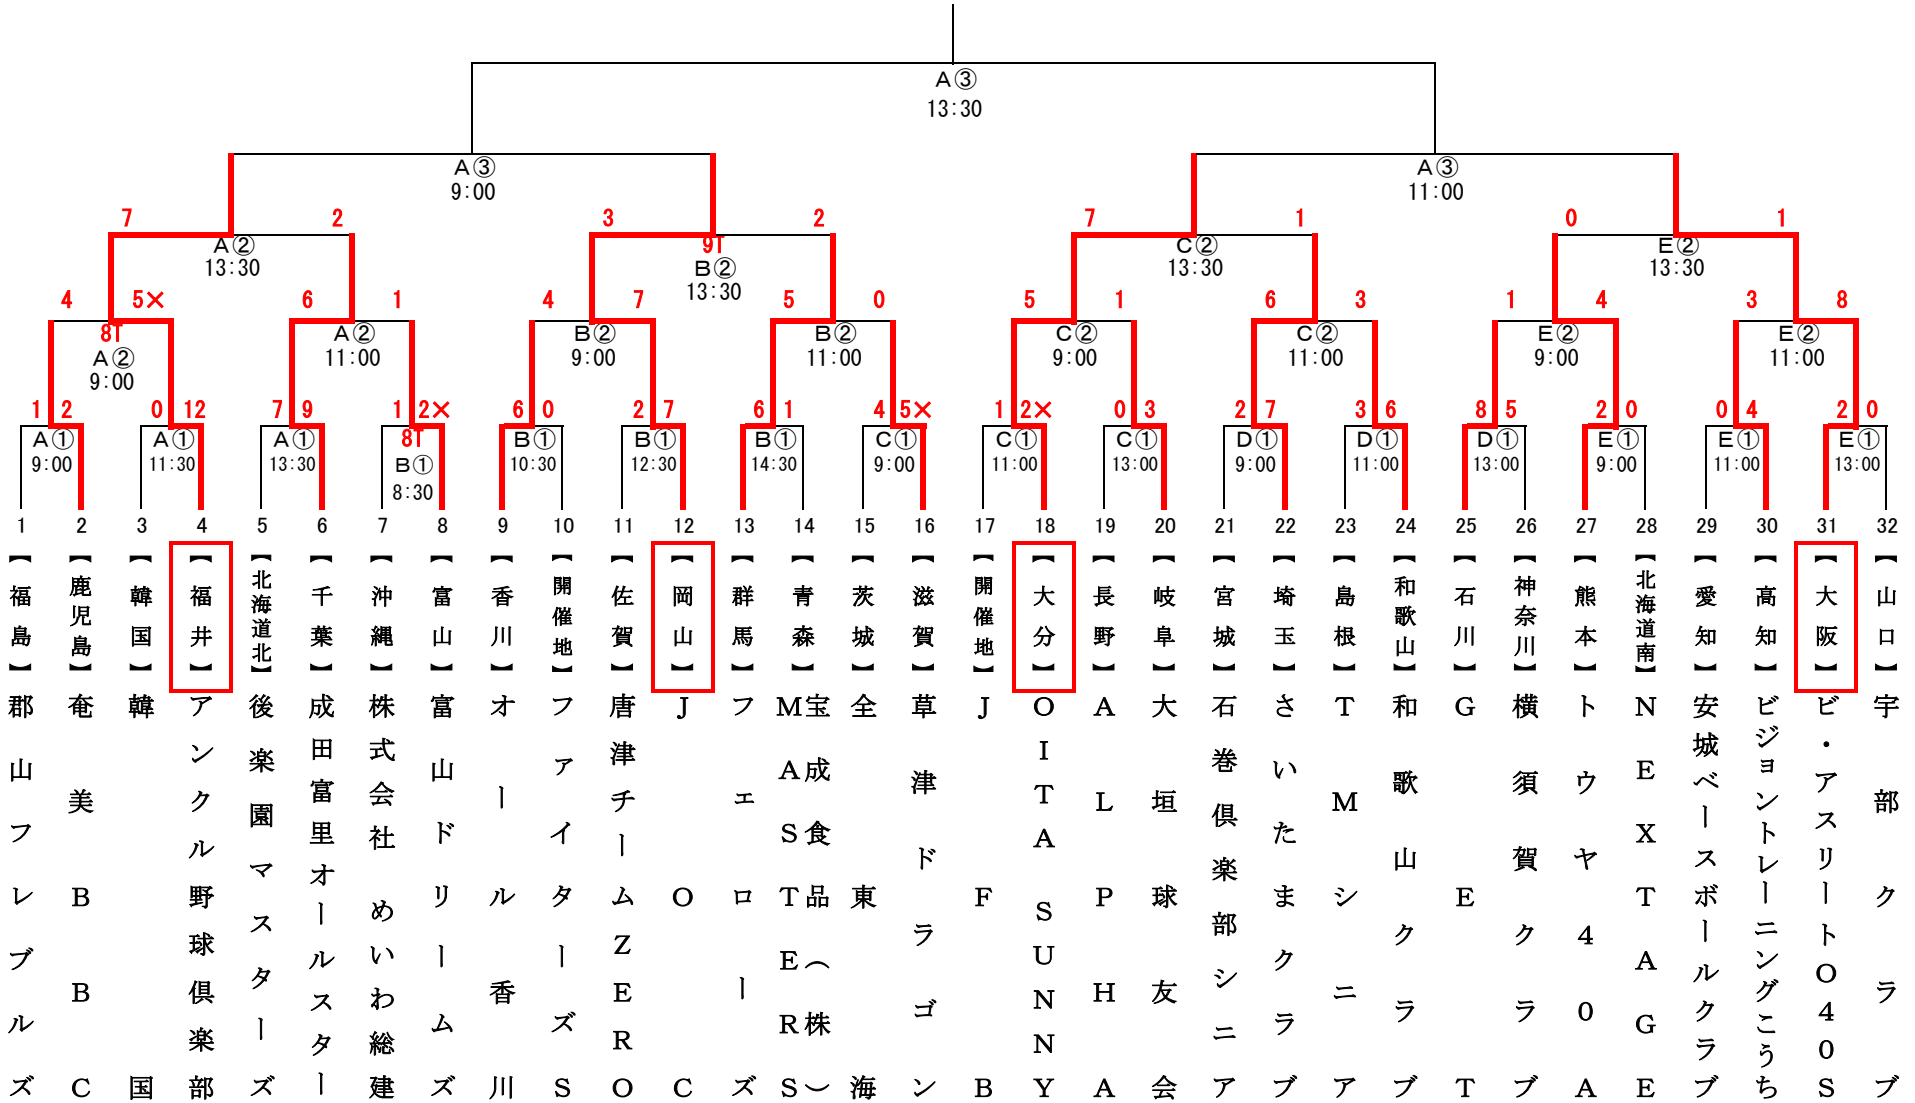 A③
13:30
A③
9:00
A③
11:00
7 2 3 2 7 1 0 1
A②
13:30
9T
B②
13:30
C②
13:30
E②
13:30
4 5× 6 1 4 7 5 0 5 1 6 3 1 4 3 8
8T
A②
9:00
A②
11:00
B②
9:00
B②
11:00
C②
9:00
C②
11:00
E②
9:00
E②
11:00
1 2 0 12 7 9 1 2× 6 0 2 7 6 1 4 5× 1 2× 0 3 2 7 3 6 8 5 2 0 0 4 2 0
A①
9:00
A①
11:30
A①
13:30
8T
B①
8:30
B①
10:30
B①
12:30
B①
14:30
C①
9:00
C①
11:00
C①
13:00
D①
9:00
D①
11:00
D①
13:00
E①
9:00
E①
11:00
E①
13:00
1 2 3 4 5 6 7 8 9 10 11 12 13 14 15 16 17 18 19 20 21 22 23 24 25 26 27 28 29 30 31 32
【福島】郡山フレブルズ
【鹿児島】奄美BBC
【韓国】韓国
【福井】アンクル野球倶楽部
【北海道北】後楽園マスターズ
【千葉】成田富里オールスター
【沖縄】株式会社 めいわ総建
【富山】富山ドリームズ
【香川】オール香川
【開催地】ファイターズS
【佐賀】唐津チームZERO
【岡山】JOC
【群馬】フェローズ
【青森】宝成食品(株)
MASTERS
【茨城】全東海
【滋賀】草津ドラゴン
【開催地】JFB
【大分】OITA SUNNY
【長野】ALPHA
【岐阜】大垣球友会
【宮城】石巻倶楽部シニア
【埼玉】さいたまクラブ
【島根】TMシニア
【和歌山】和歌山クラブ
【石川】GET
【神奈川】横須賀クラブ
【熊本】トウヤ40A
【北海道南】NEXTAGE
【愛知】安城ベースボールクラブ
【高知】ビジョントレーニングこうち
【大阪】ビ・アスリートO40S
【山口】宇部クラブ